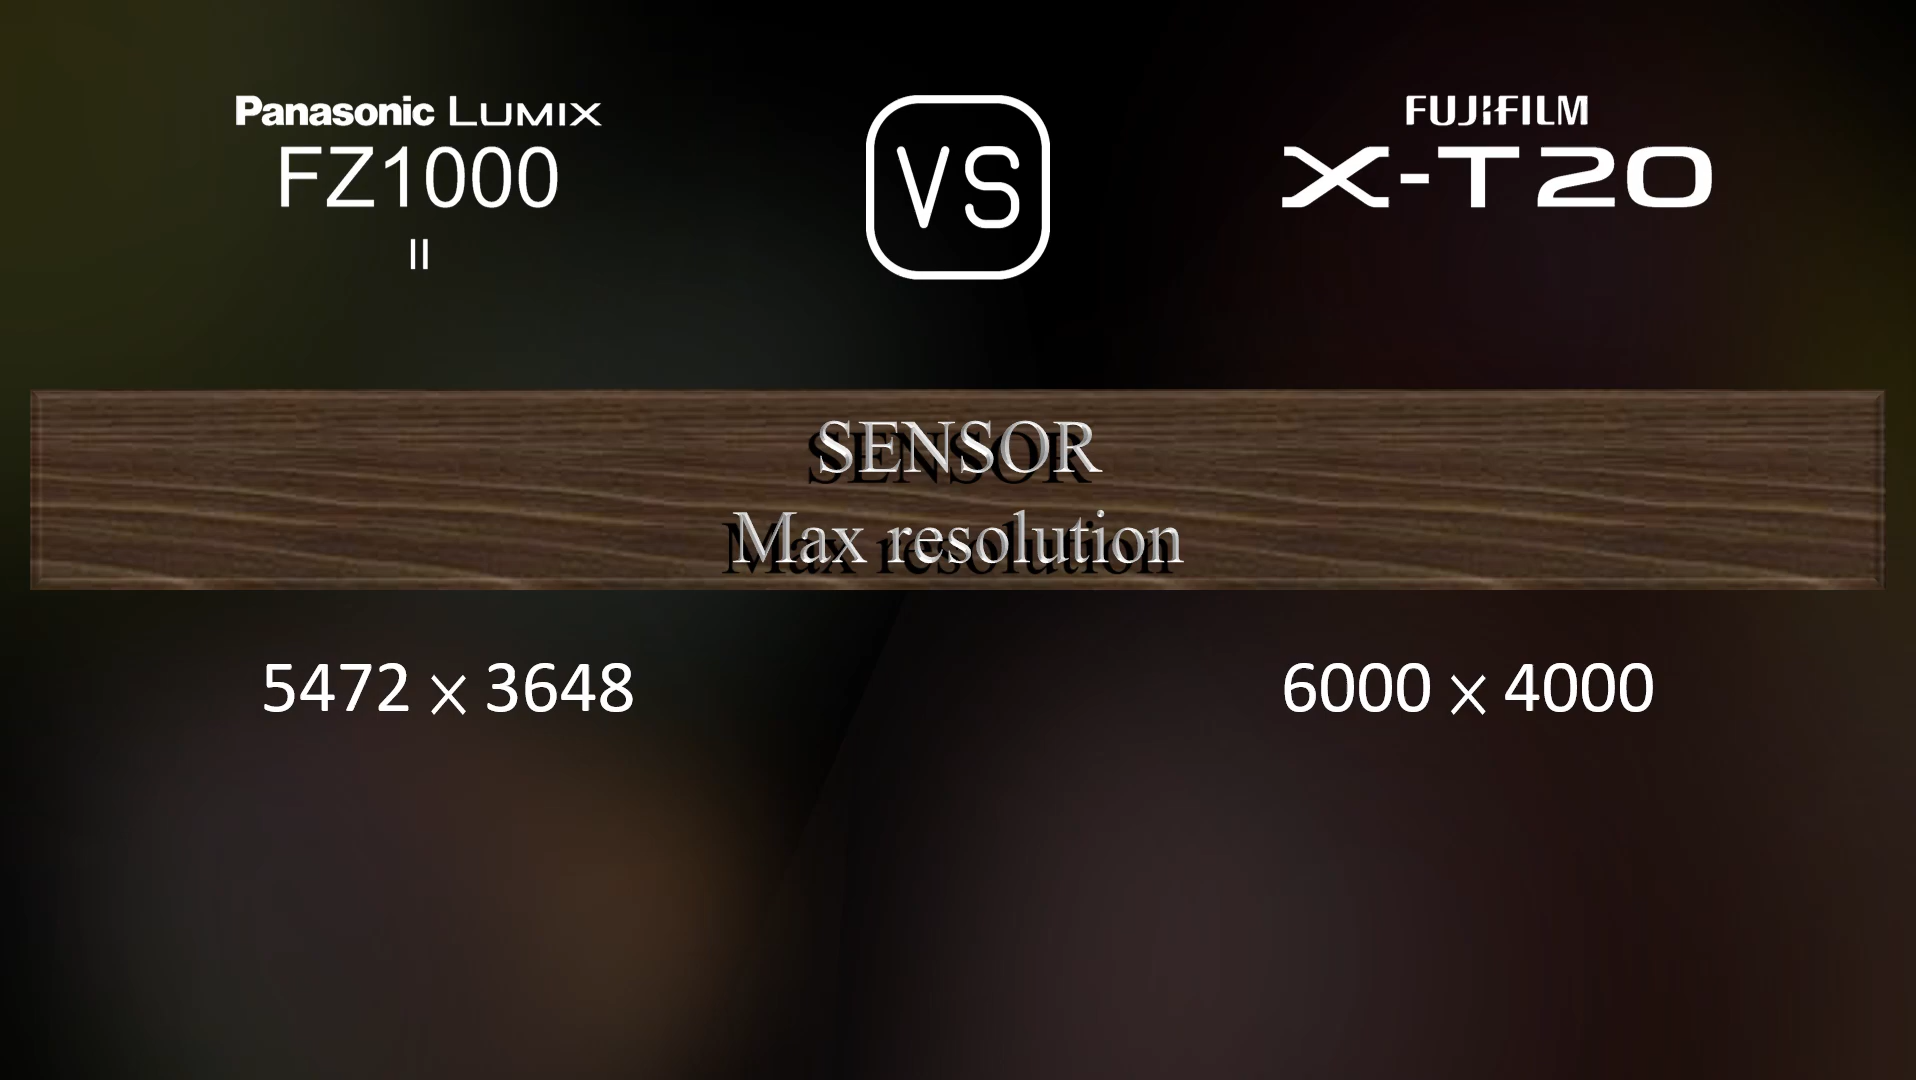 Panasonic LUMIX
FZ1000
II
VS
FUJIFILM
X-T20
SENSOR
Max resolution
5472 x 3648
6000 x 4000